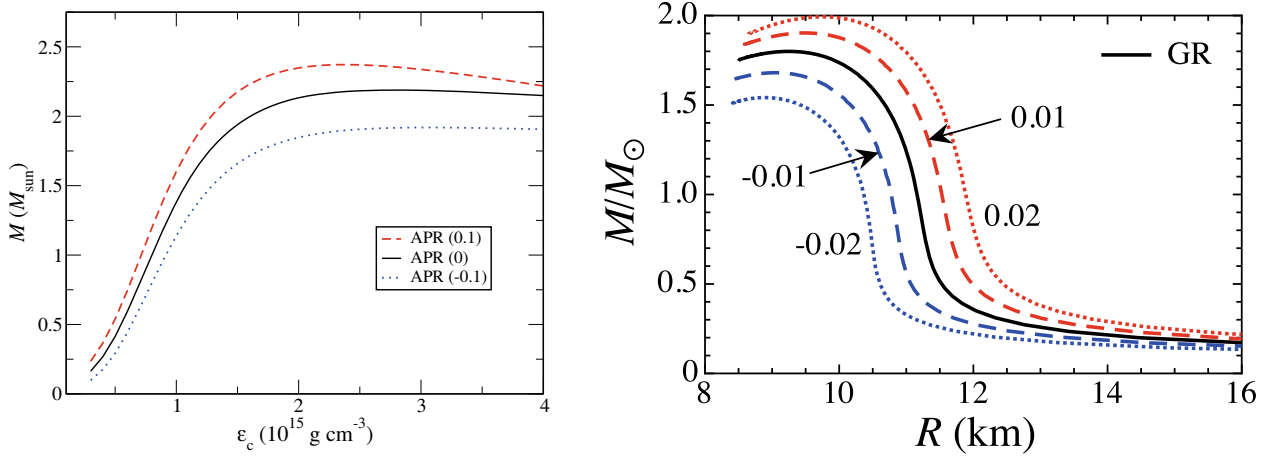 2.5
2
1.5
1
0.5
0
M (M_sun)
APR (0.1)
APR (0)
APR (-0.1)
1 2 3 4
ε_c (10^15 g cm^-3)
2.0
1.5
1.0
0.5
0
M/M_⊙
GR
0.01
-0.01
0.02
-0.02
8 10 12 14 16
R (km)